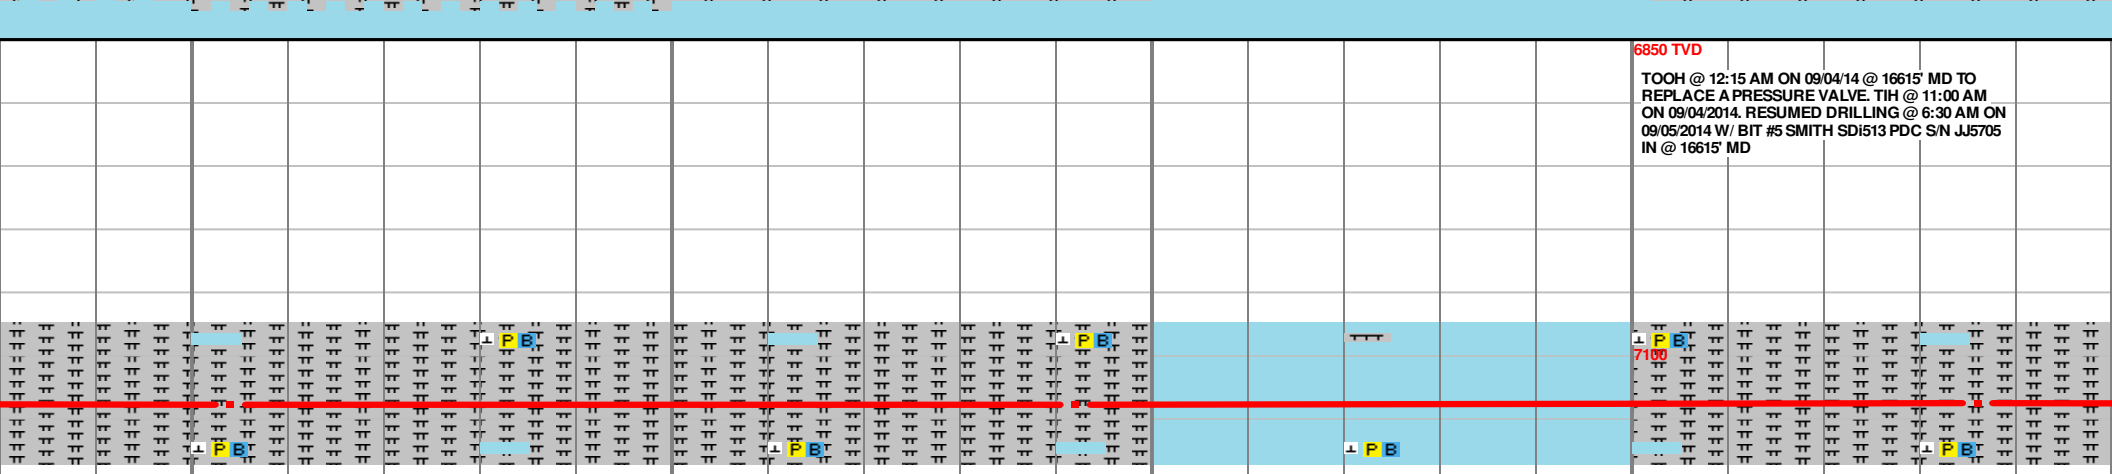 6850 TVD
TOOH @ 12:15 AM ON 09/04/14 @ 16615' MD TO
REPLACE A PRESSURE VALVE. TIH @ 11:00 AM
ON 09/04/2014. RESUMED DRILLING @ 6:30 AM ON
09/05/2014 W/ BIT #5 SMITH SDi513 PDC S/N JJ5705
IN @ 16615' MD
P B
P B
P B
7100
P B
P B
P B
P B